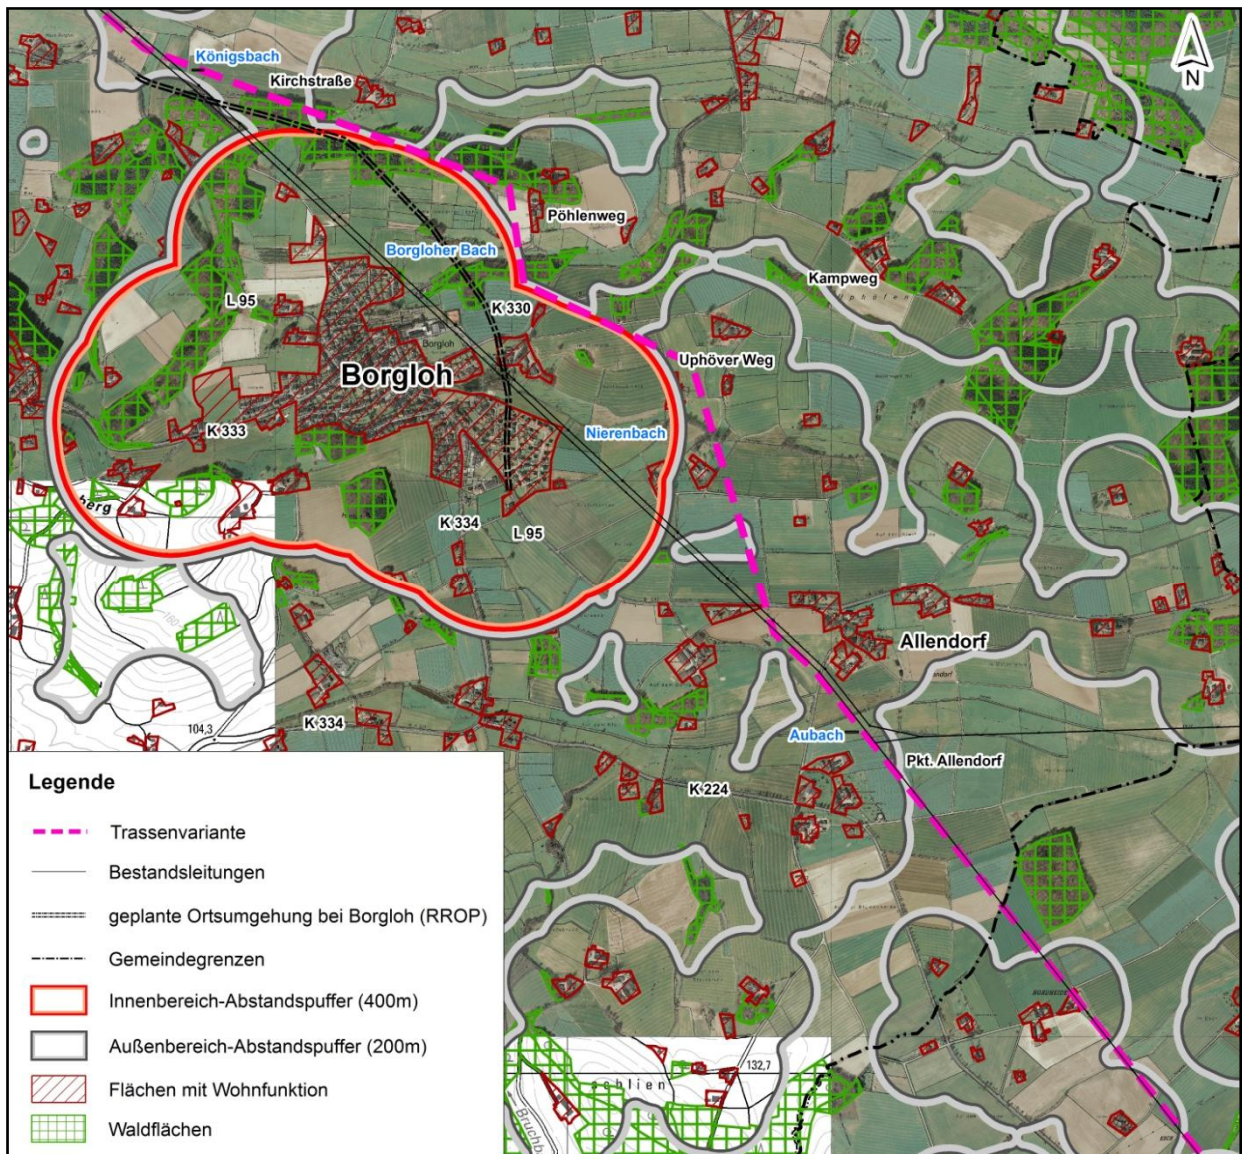 Königsbach
Kirchstraße
N
Pöhlenweg
Borgloher Bach
Kampweg
L 95
K 330
Borgloh
Uphöver Weg
Borgloh
K 333
Nierenbach
berg
K 334
L 95
160
Allendorf
K 334
104,3
Aubach
Pkt. Allendorf
K 224
Legende
Trassenvariante
Bestandsleitungen
geplante Ortsumgehung bei Borgloh (RROP)
Gemeindegrenzen
Innenbereich-Abstandspuffer (400m)
Außenbereich-Abstandspuffer (200m)
Flächen mit Wohnfunktion
Waldflächen
132,7